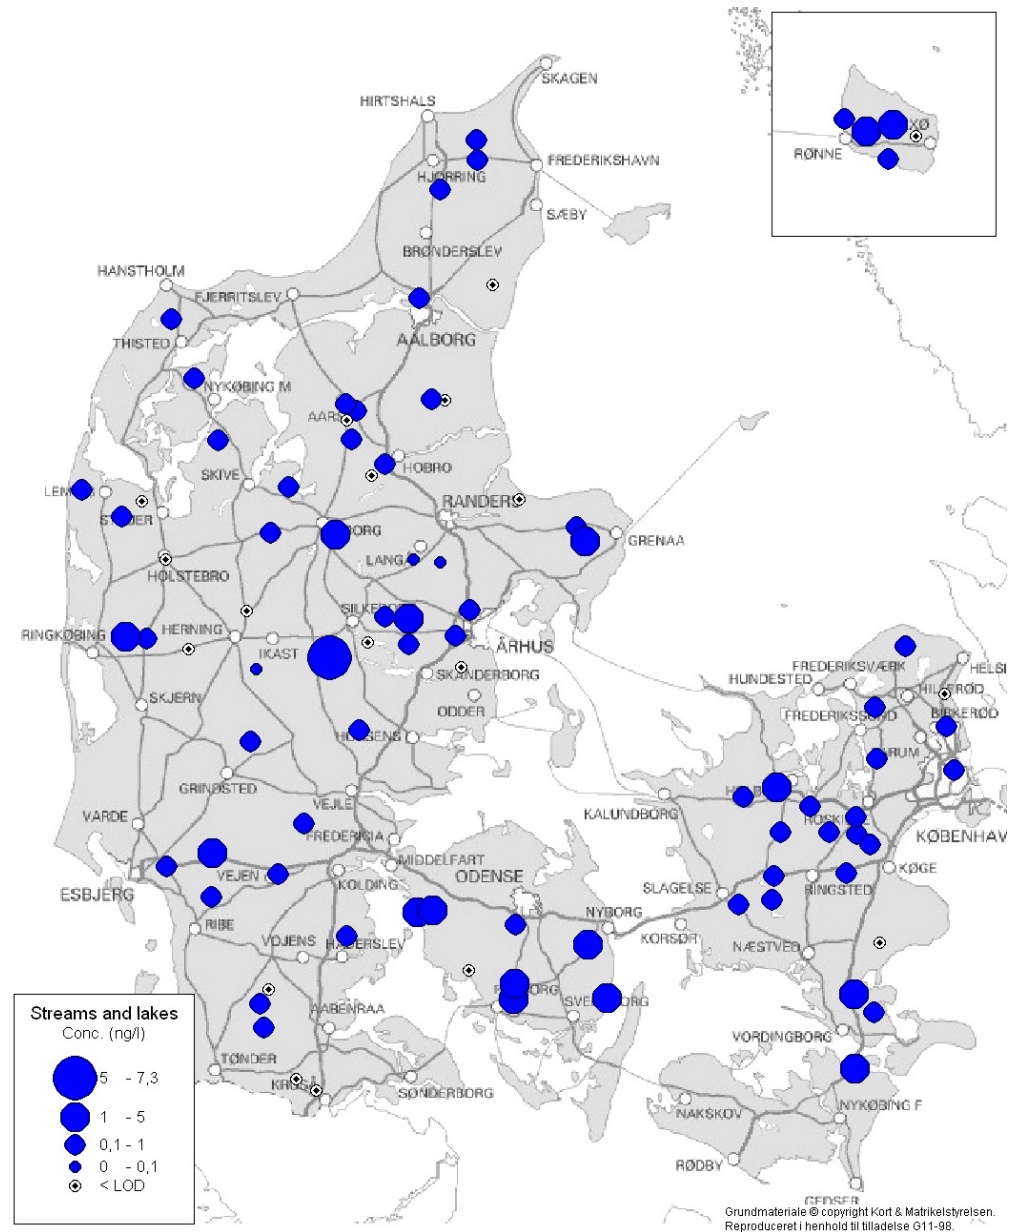 SKAGEN
HIRTSHALS
HJØRRING
FREDERIKSHAVN
SÆBY
BRØNDERSLEV
RØNNE
HANSTHOLM
FJERRITSLEV
THISTED
AALBORG
NYKØBING M
HOBRO
SKIVE
RANDERS
GRENAA
HOLSTEBRO
RINGKØBING
HERNING
IKAST
ÅRHUS
SKANDERBORG
ODDER
SKJERN
GRINDSTED
VEJLE
VARDE
FREDERICIA
MIDDELFART
ESBJERG
VEJEN
KOLDING
ODENSE
NYBORG
RIBE
VOJENS
HADERSLEV
AABENRAA
TØNDER
SØNDERBORG
FREDERIKSVÆRK
HELSI
HUNDESTED
FREDERIKSSUND
BIRKERØD
KALUNDBORG
KØBENHAV
SLAGELSE
RINGSTED
KØGE
KORSØR
NÆSTVED
VORDINGBORG
NAKSKOV
NYKØBING F
RØDBY
GEDSER
Streams and lakes
Conc. (ng/l)
5 - 7,3
1 - 5
0,1 - 1
0 - 0,1
< LOD
Grundmateriale © copyright Kort & Matrikelstyrelsen.
Reproduceret i henhold til tilladelse G11-98.